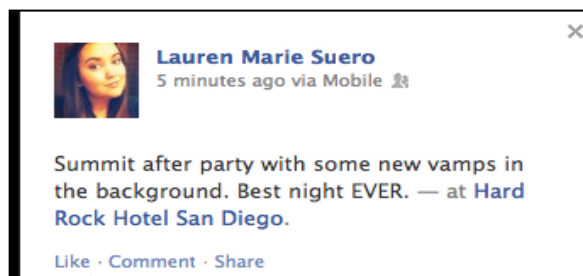 ×
Lauren Marie Suero
5 minutes ago via Mobile
Summit after party with some new vamps in
the background. Best night EVER. — at Hard
Rock Hotel San Diego.
Like · Comment · Share